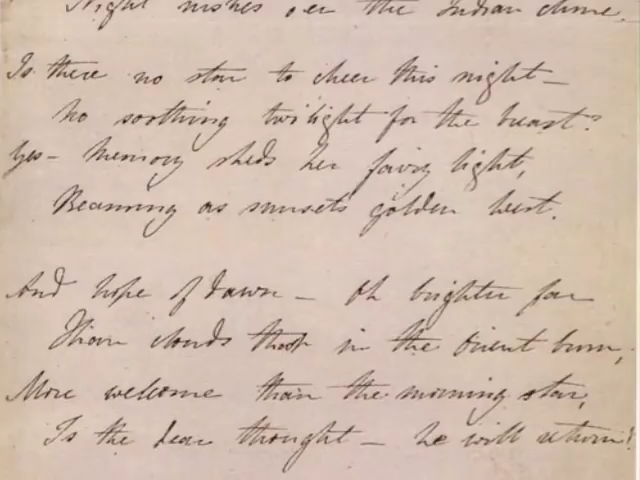 Night rushes o'er the Indian clime.
Is there no star to cheer this night—
No soothing twilight for the breast?
Yes— Memory sheds her fairy light,
Beaming as sunsets golden west.
And hope of dawn— Oh brighter far
Than clouds that in the Orient burn,
More welcome than the morning star,
Is the dear thought— he will return!